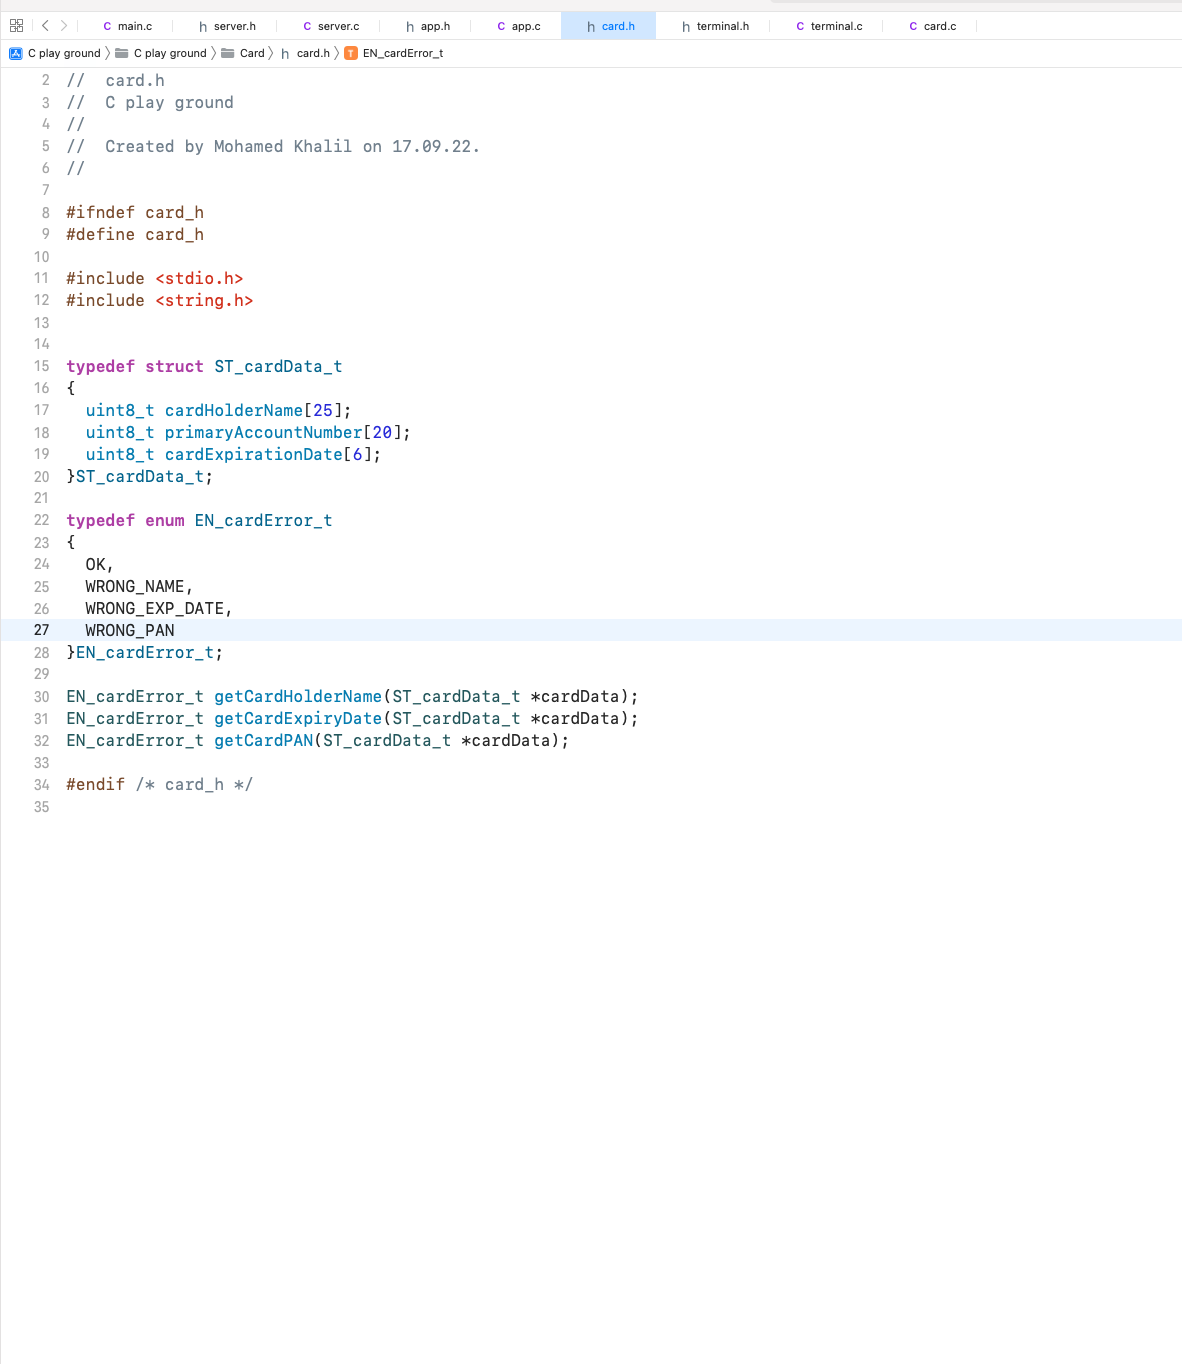 main.c server.h server.c app.h app.c card.h terminal.h terminal.c card.c
C play ground C play ground Card card.h EN_cardError_t
2 //  card.h
3 //  C play ground
4 //
5 //  Created by Mohamed Khalil on 17.09.22.
6 //
7
8 #ifndef card_h
9 #define card_h
10
11 #include <stdio.h>
12 #include <string.h>
13
14
15 typedef struct ST_cardData_t
16 {
17   uint8_t cardHolderName[25];
18   uint8_t primaryAccountNumber[20];
19   uint8_t cardExpirationDate[6];
20 }ST_cardData_t;
21
22 typedef enum EN_cardError_t
23 {
24   OK,
25   WRONG_NAME,
26   WRONG_EXP_DATE,
27   WRONG_PAN
28 }EN_cardError_t;
29
30 EN_cardError_t getCardHolderName(ST_cardData_t *cardData);
31 EN_cardError_t getCardExpiryDate(ST_cardData_t *cardData);
32 EN_cardError_t getCardPAN(ST_cardData_t *cardData);
33
34 #endif /* card_h */
35